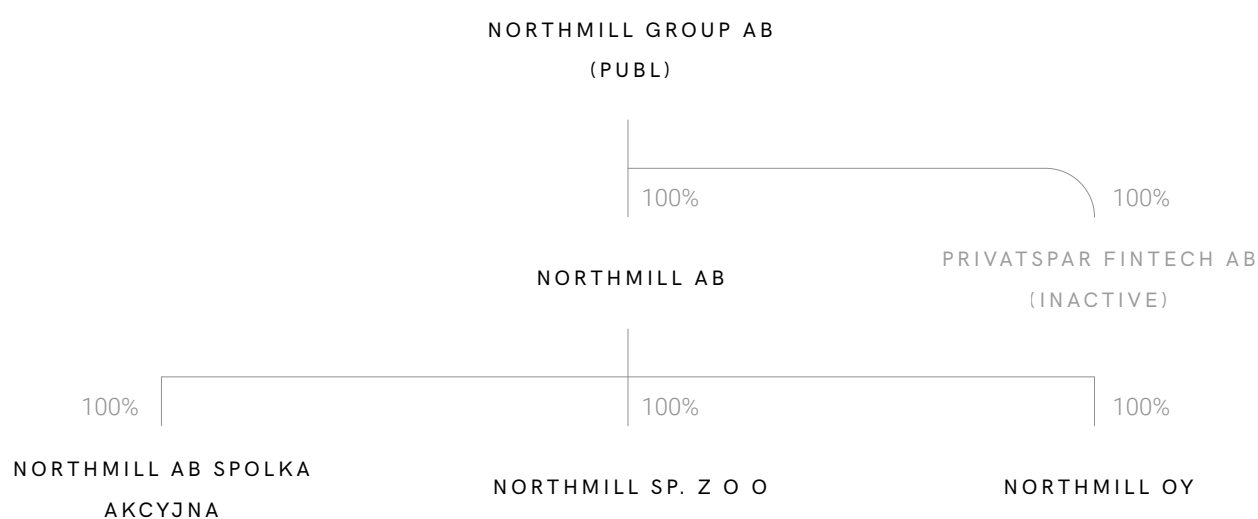 NORTHMILL GROUP AB
(PUBL)
100%
100%
NORTHMILL AB
PRIVATSPAR FINTECH AB
(INACTIVE)
100%
100%
100%
NORTHMILL AB SPOLKA
AKCYJNA
NORTHMILL SP. Z O O
NORTHMILL OY